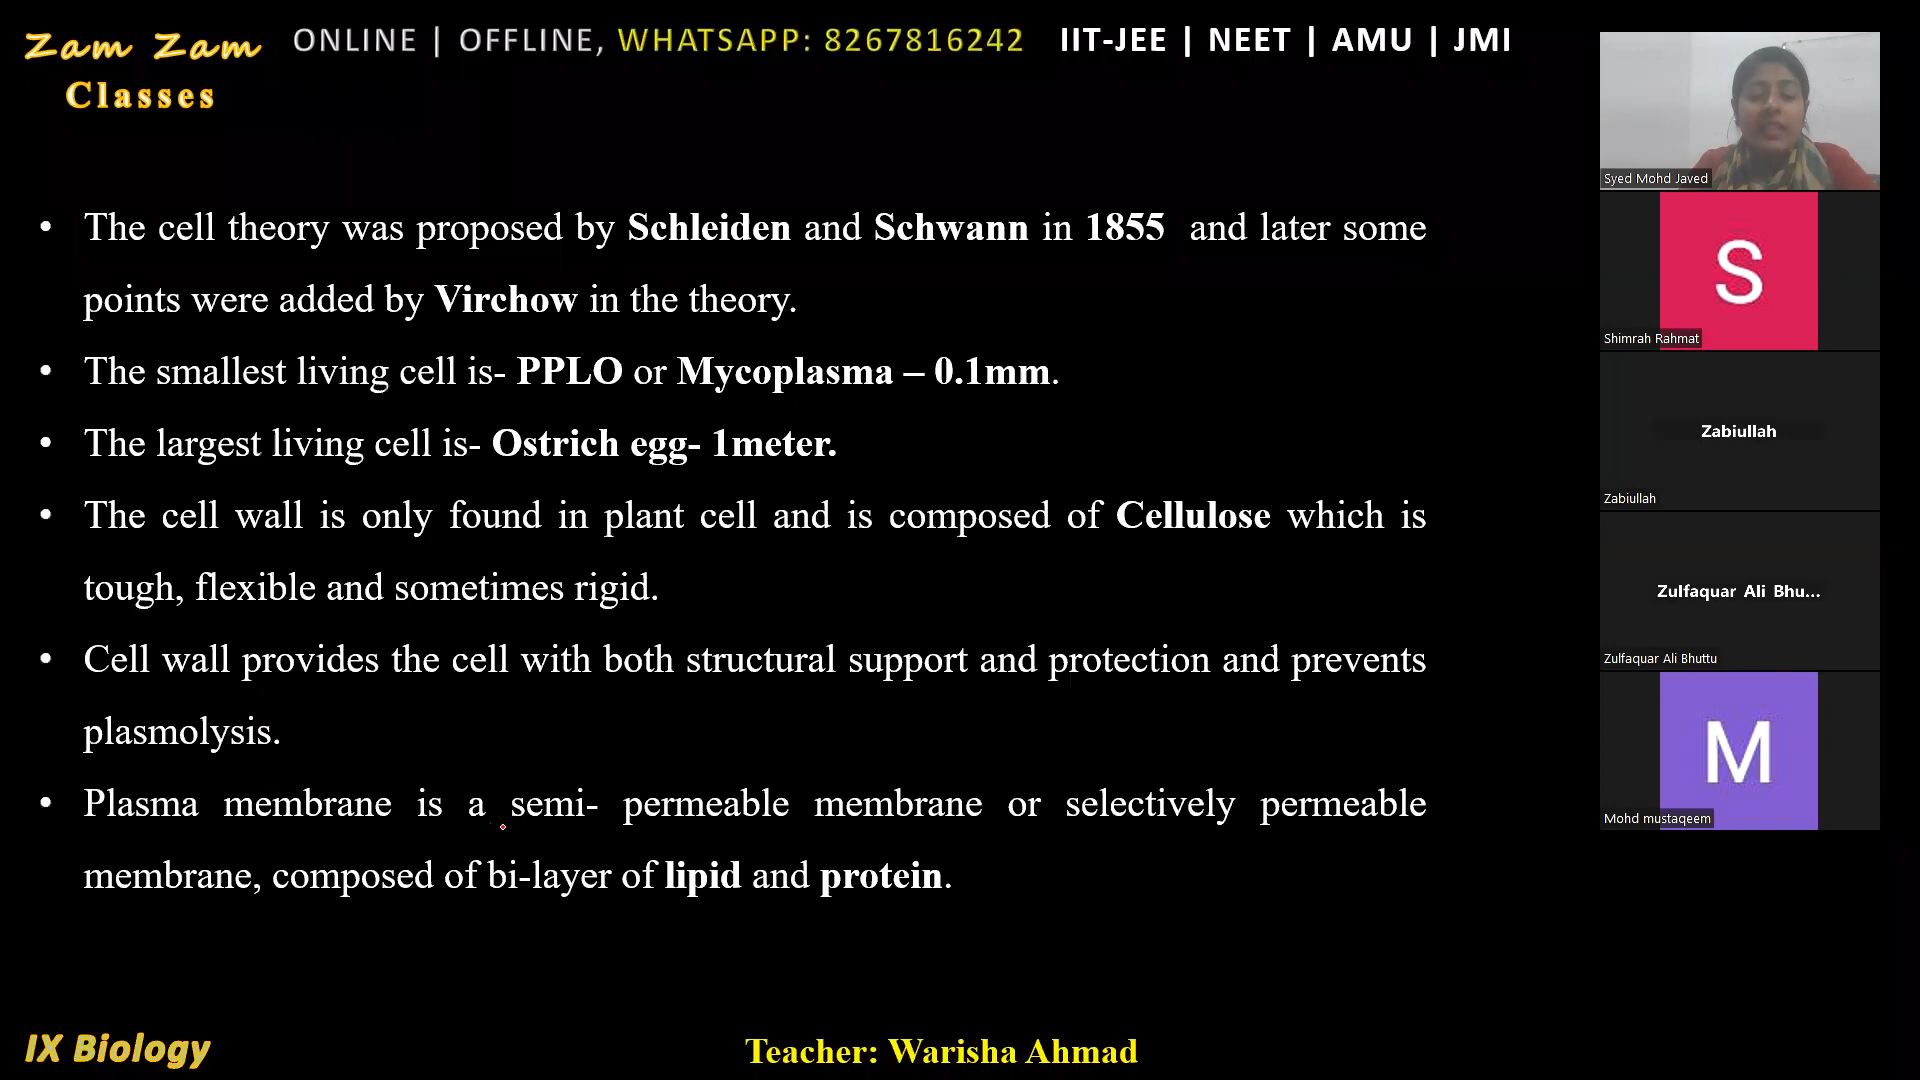 Zam Zam
Classes
ONLINE | OFFLINE, WHATSAPP: 8267816242 IIT-JEE | NEET | AMU | JMI
• The cell theory was proposed by Schleiden and Schwann in 1855 and later some
points were added by Virchow in the theory.
• The smallest living cell is- PPLO or Mycoplasma – 0.1mm.
• The largest living cell is- Ostrich egg- 1meter.
• The cell wall is only found in plant cell and is composed of Cellulose which is
tough, flexible and sometimes rigid.
• Cell wall provides the cell with both structural support and protection and prevents
plasmolysis.
• Plasma membrane is a semi- permeable membrane or selectively permeable
membrane, composed of bi-layer of lipid and protein.
IX Biology
Teacher: Warisha Ahmad
Syed Mohd Javed
S
Shimrah Rahmat
Zabiullah
Zabiullah
Zulfaquar Ali Bhu...
Zulfaquar Ali Bhuttu
M
Mohd mustaqeem